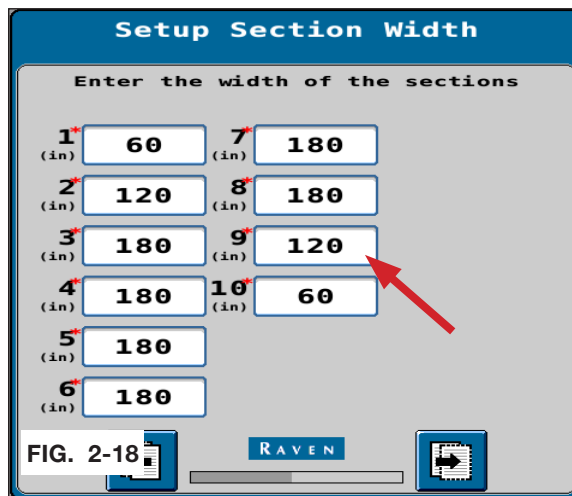 Setup Section Width
Enter the width of the sections
1* (in) 60
2* (in) 120
3* (in) 180
4* (in) 180
5* (in) 180
6* (in) 180
7* (in) 180
8* (in) 180
9* (in) 120
10* (in) 60
FIG. 2-18
RAVEN